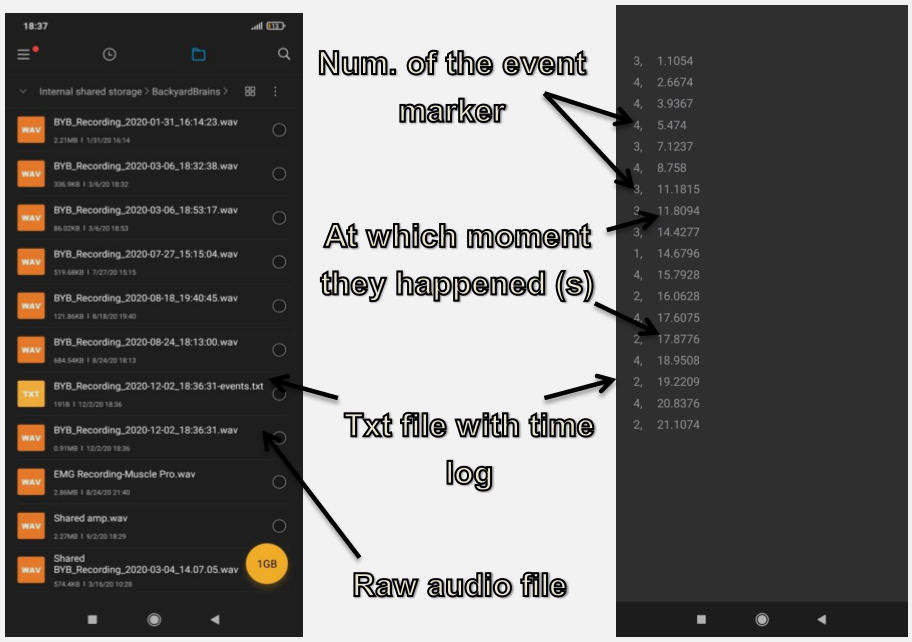 18:37
13
Internal shared storage > BackyardBrains >
WAV
BYB_Recording_2020-01-31_16:14:23.wav
2.21MB | 1/31/20 16:14
WAV
BYB_Recording_2020-03-06_18:32:38.wav
336.9KB | 3/6/20 18:32
WAV
BYB_Recording_2020-03-06_18:53:17.wav
86.02KB | 3/6/20 18:53
WAV
BYB_Recording_2020-07-27_15:15:04.wav
519.68KB | 7/27/20 15:15
WAV
BYB_Recording_2020-08-18_19:40:45.wav
121.86KB | 8/18/20 19:40
WAV
BYB_Recording_2020-08-24_18:13:00.wav
684.54KB | 8/24/20 18:13
TXT
BYB_Recording_2020-12-02_18:36:31-events.txt
191B | 12/2/20 18:36
WAV
BYB_Recording_2020-12-02_18:36:31.wav
0.91MB | 12/2/20 18:36
WAV
EMG Recording-Muscle Pro.wav
2.86MB | 8/24/20 21:40
WAV
Shared amp.wav
2.27MB | 9/2/20 18:29
WAV
Shared
BYB_Recording_2020-03-04_14.07.05.wav
574.4KB | 3/16/20 10:28
1GB
Num. of the event
marker
At which moment
they happened (s)
Txt file with time
log
Raw audio file
3, 1.1054
4, 2.6674
4, 3.9367
4, 5.474
3, 7.1237
4, 8.758
3, 11.1815
3, 11.8094
3, 14.4277
1, 14.6796
4, 15.7928
2, 16.0628
4, 17.6075
2, 17.8776
4, 18.9508
2, 19.2209
4, 20.8376
2, 21.1074